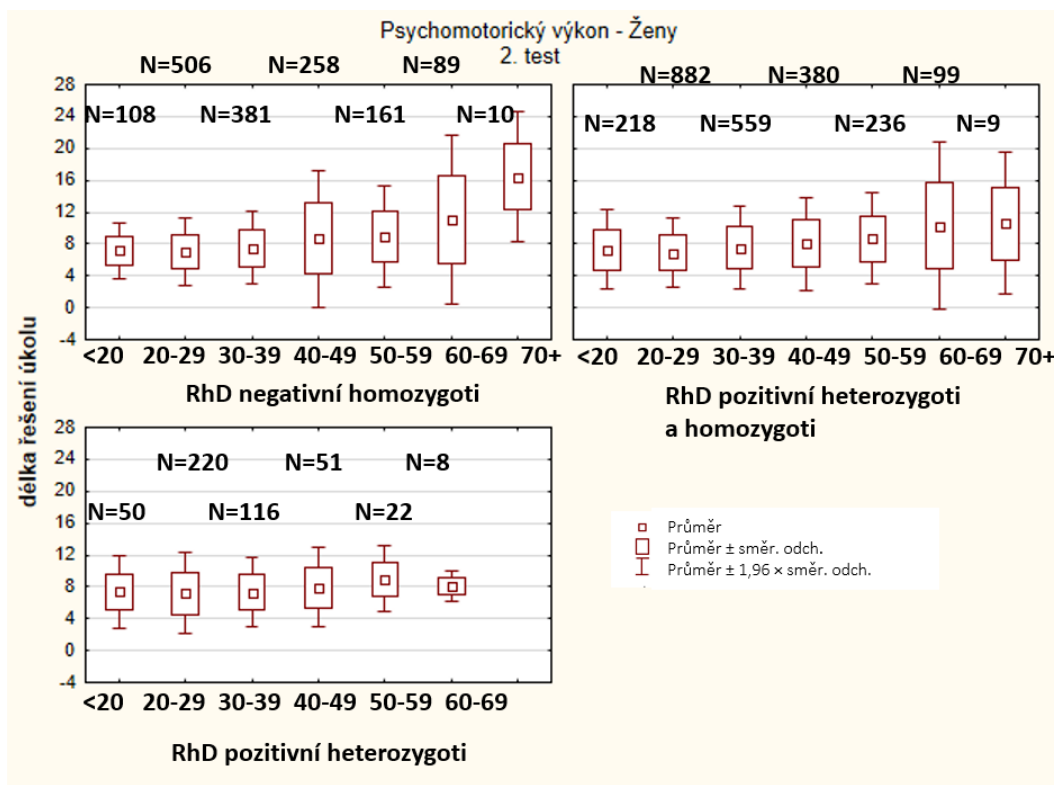 Psychomotorický výkon - Ženy
2. test
N=506 N=258 N=89
N=108 N=381 N=161 N=10
28
24
20
16
12
8
4
0
-4
<20 20-29 30-39 40-49 50-59 60-69 70+
RhD negativní homozygoti
N=882 N=380 N=99
N=218 N=559 N=236 N=9
<20 20-29 30-39 40-49 50-59 60-69 70+
RhD pozitivní heterozygoti
a homozygoti
délka řešení úkolu
28
24
20
16
12
8
4
0
-4
N=220 N=51 N=8
N=50 N=116 N=22
<20 20-29 30-39 40-49 50-59 60-69
RhD pozitivní heterozygoti
Průměr
Průměr ± směr. odch.
Průměr ± 1,96 × směr. odch.